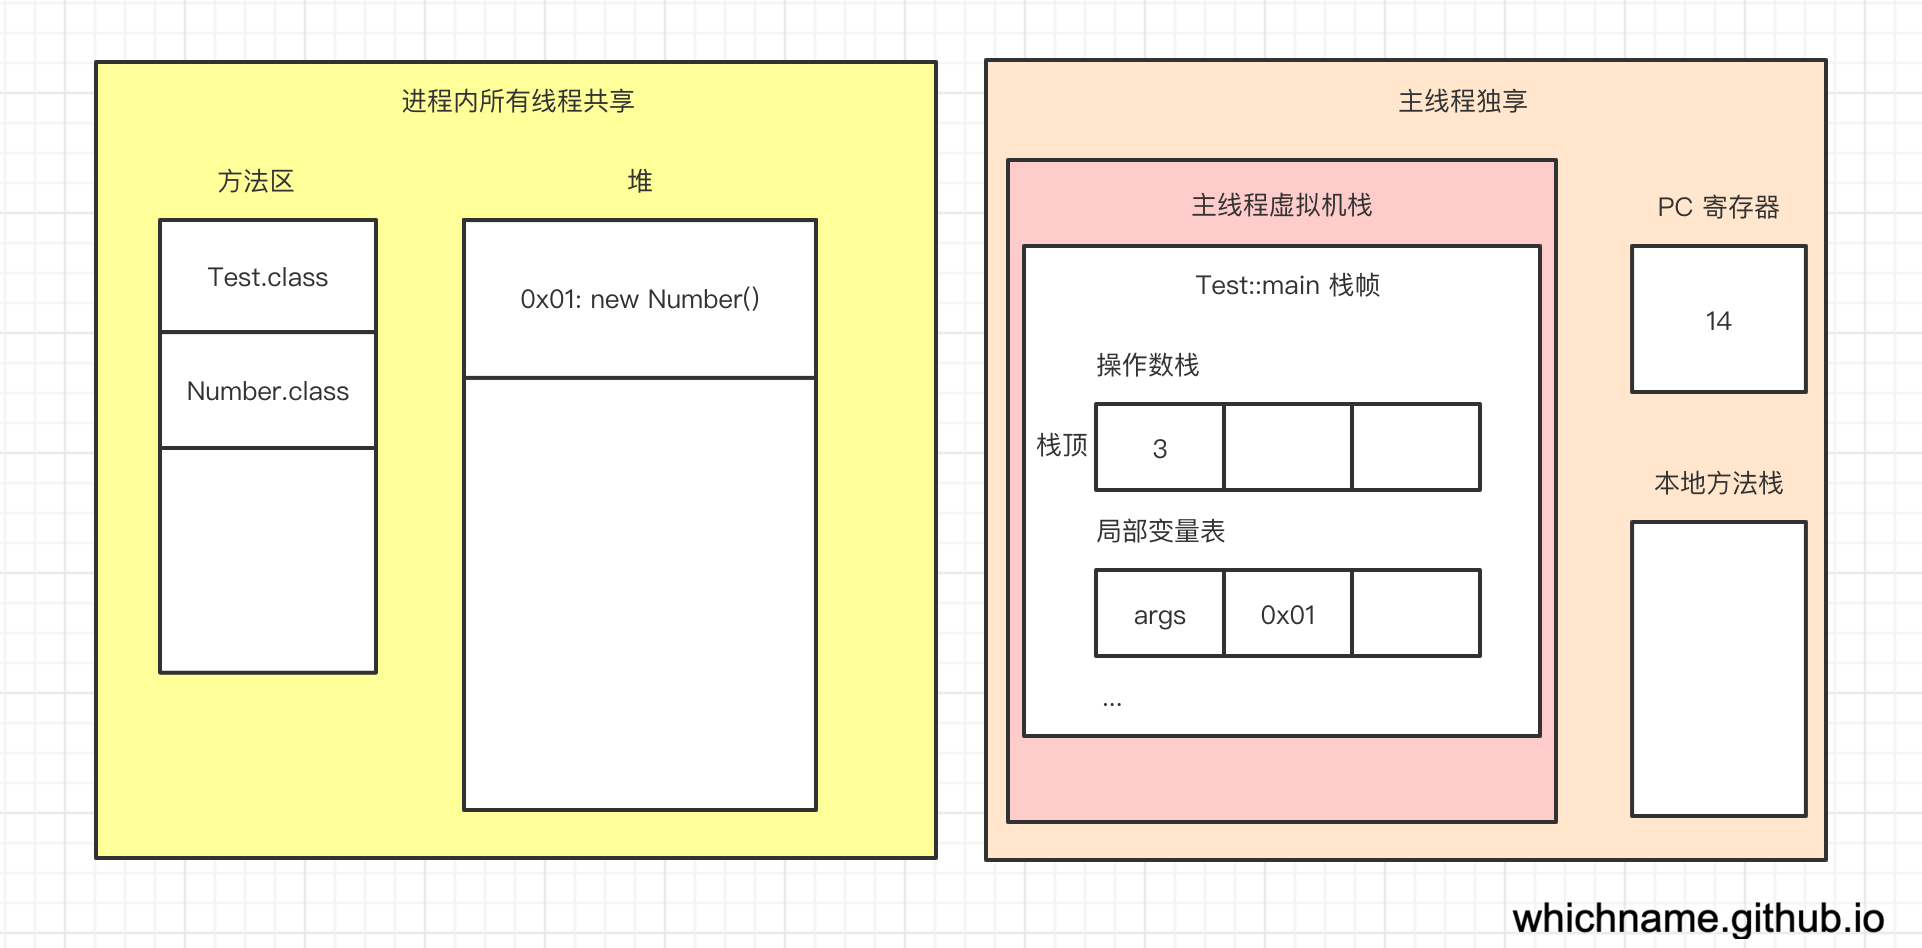 进程内所有线程共享
方法区
堆
Test.class
Number.class
0x01: new Number()
主线程独享
主线程虚拟机栈
Test::main 栈帧
操作数栈
栈顶
3
局部变量表
args
0x01
...
PC 寄存器
14
本地方法栈
whichname.github.io